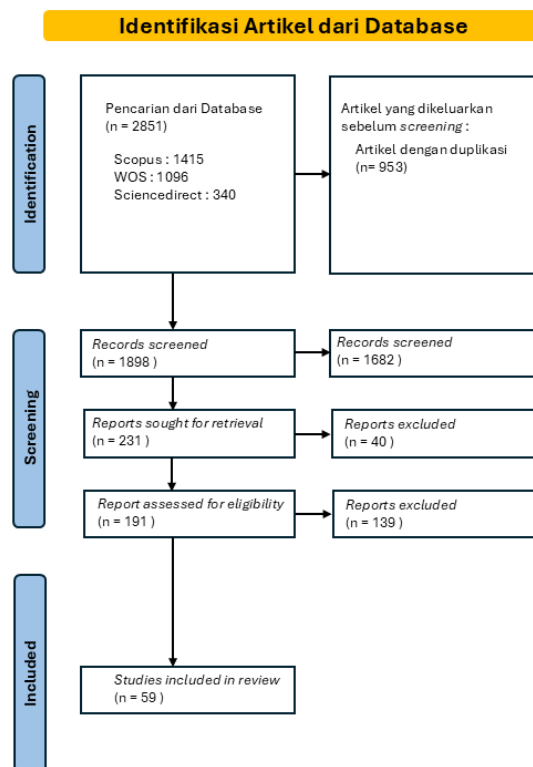 Identifikasi Artikel dari Database
Identification
Pencarian dari Database
(n = 2851)
Scopus : 1415
WOS : 1096
Sciencedirect : 340
Artikel yang dikeluarkan
sebelum screening :
Artikel dengan duplikasi
(n= 953)
Screening
Records screened
(n = 1898 )
Records screened
(n = 1682 )
Reports sought for retrieval
(n = 231 )
Reports excluded
(n = 40 )
Report assessed for eligibility
(n = 191 )
Reports excluded
(n = 139 )
Included
Studies included in review
(n = 59 )